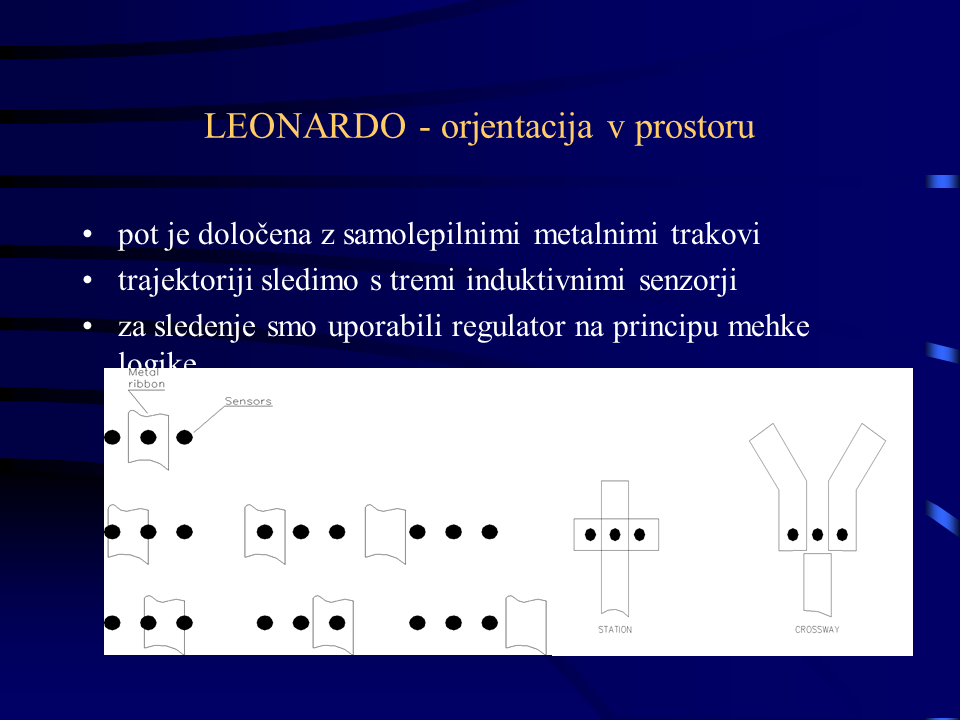 LEONARDO - orjentacija v prostoru
• pot je določena z samolepilnimi metalnimi trakovi
• trajektoriji sledimo s tremi induktivnimi senzorji
• za sledenje smo uporabili regulator na principu mehke
logike
Metal
ribbon
Sensors
STATION
CROSSWAY